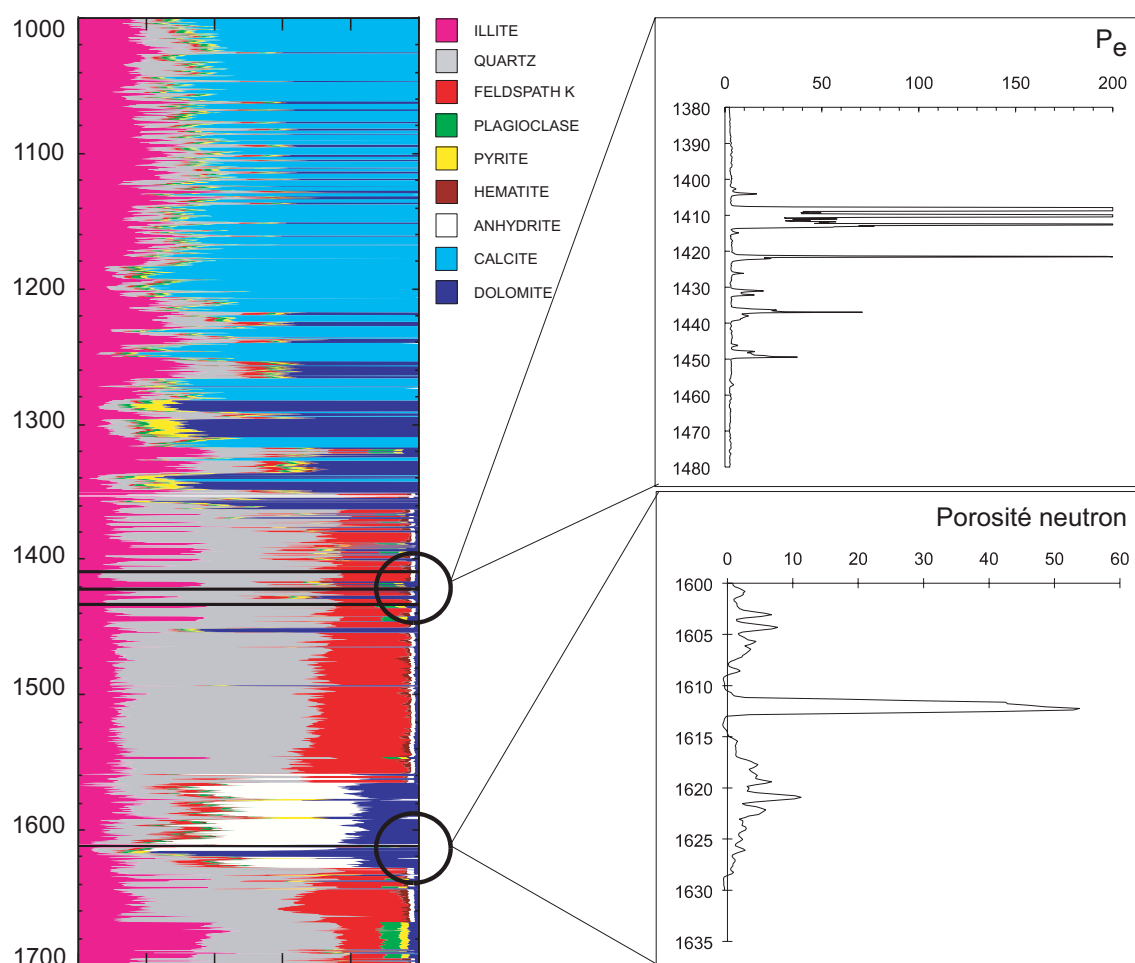 1000
1100
1200
1300
1400
1500
1600
1700
ILLITE
QUARTZ
FELDSPATH K
PLAGIOCLASE
PYRITE
HEMATITE
ANHYDRITE
CALCITE
DOLOMITE
Pe
0 50 100 150 200
1380
1390
1400
1410
1420
1430
1440
1450
1460
1470
1480
Porosité neutron
0 10 20 30 40 50 60
1600
1605
1610
1615
1620
1625
1630
1635